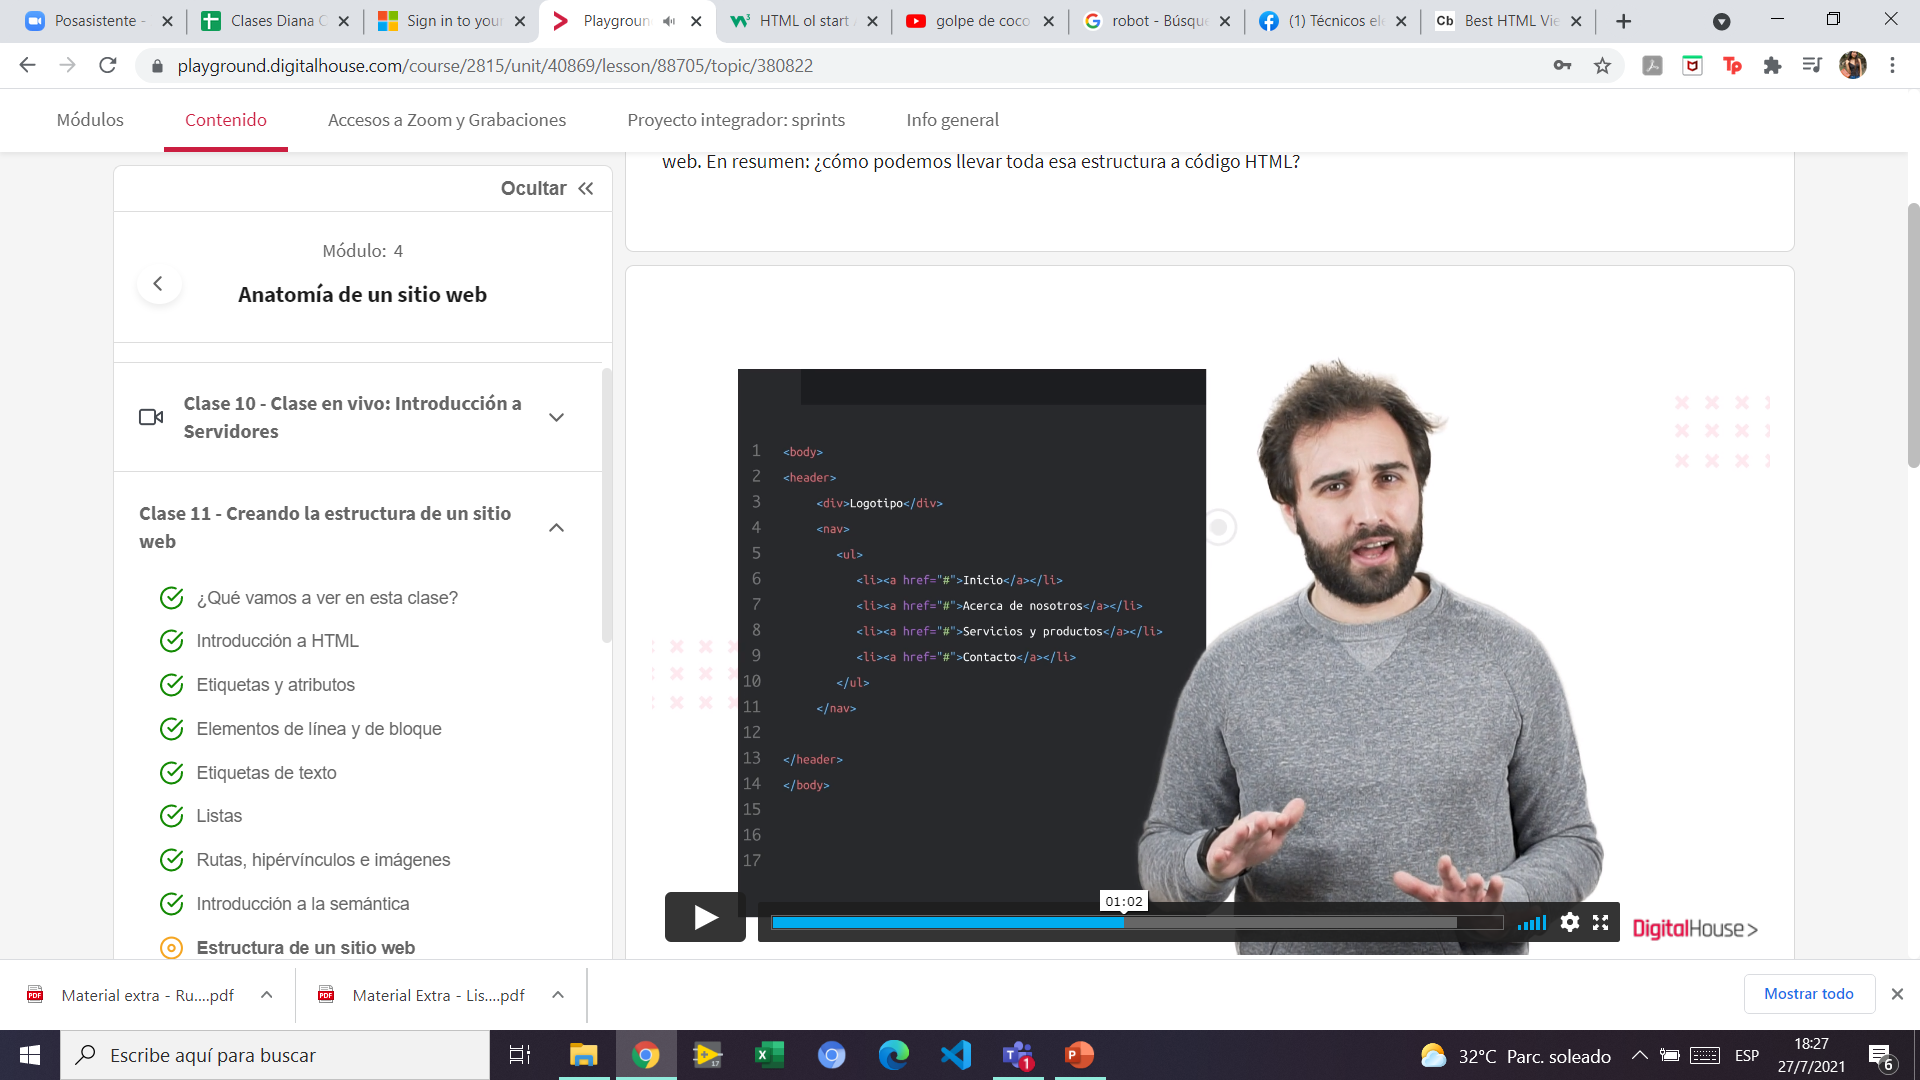 Posasistente -
Clases Diana C
Sign in to your
Playground
HTML ol start
golpe de coco
robot - Búsque
(1) Técnicos ele
Cb Best HTML Vie
playground.digitalhouse.com/course/2815/unit/40869/lesson/88705/topic/380822
Módulos
Contenido
Accesos a Zoom y Grabaciones
Proyecto integrador: sprints
Info general
web. En resumen: ¿cómo podemos llevar toda esa estructura a código HTML?
Ocultar
Módulo: 4
Anatomía de un sitio web
Clase 10 - Clase en vivo: Introducción a
Servidores
Clase 11 - Creando la estructura de un sitio
web
¿Qué vamos a ver en esta clase?
Introducción a HTML
Etiquetas y atributos
Elementos de línea y de bloque
Etiquetas de texto
Listas
Rutas, hipérvínculos e imágenes
Introducción a la semántica
Estructura de un sitio web
1 <body>
2 <header>
3 <div>Logotipo</div>
4 <nav>
5 <ul>
6 <li><a href="#">Inicio</a></li>
7 <li><a href="#">Acerca de nosotros</a></li>
8 <li><a href="#">Servicios y productos</a></li>
9 <li><a href="#">Contacto</a></li>
10 </ul>
11 </nav>
12
13 </header>
14 </body>
15
16
17
01:02
DigitalHouse>
Material extra - Ru....pdf
Material Extra - Lis....pdf
Mostrar todo
Escribe aquí para buscar
32°C Parc. soleado
ESP
18:27
27/7/2021
6